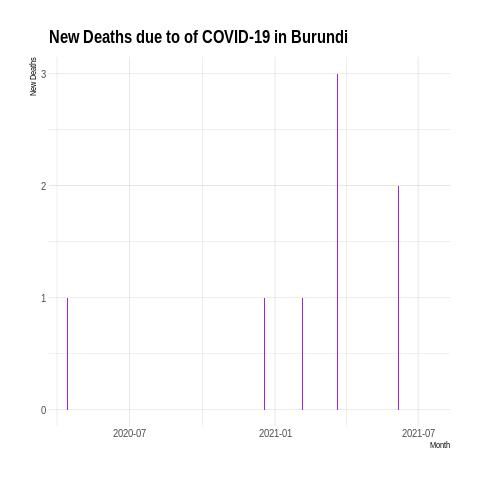 New Deaths due to of COVID-19 in Burundi
New Deaths
3
2
1
0
2020-07 2021-01 2021-07
Month